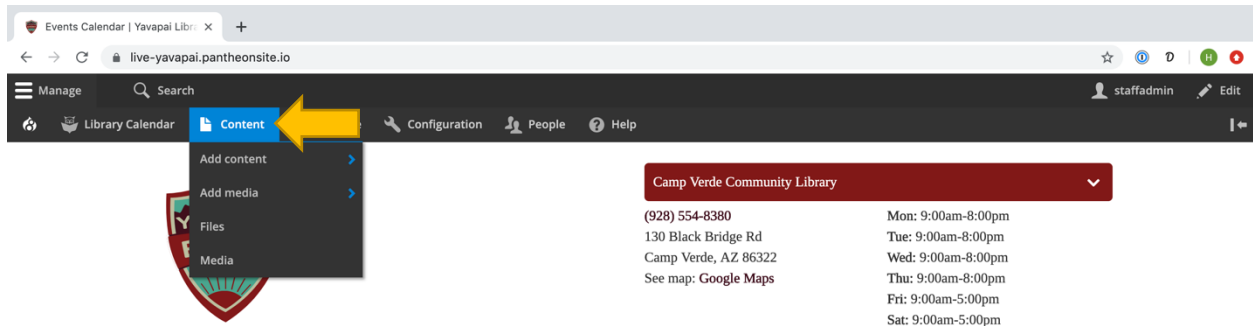 Events Calendar | Yavapai Libra
live-yavapai.pantheonsite.io
Manage Search staffadmin Edit
Library Calendar Content Configuration People Help
Add content
Add media
Files
Media
Camp Verde Community Library
(928) 554-8380 Mon: 9:00am-8:00pm
130 Black Bridge Rd Tue: 9:00am-8:00pm
Camp Verde, AZ 86322 Wed: 9:00am-8:00pm
See map: Google Maps Thu: 9:00am-8:00pm
Fri: 9:00am-5:00pm
Sat: 9:00am-5:00pm